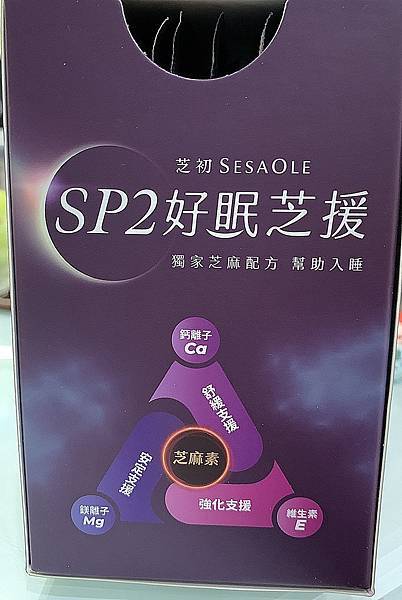 芝初 SESAOLE
SP2好眠芝援
獨家芝麻配方 幫助入睡
鈣離子
Ca
舒緩支援
芝麻素
安定支援
強化支援
鎂離子
Mg
維生素
E